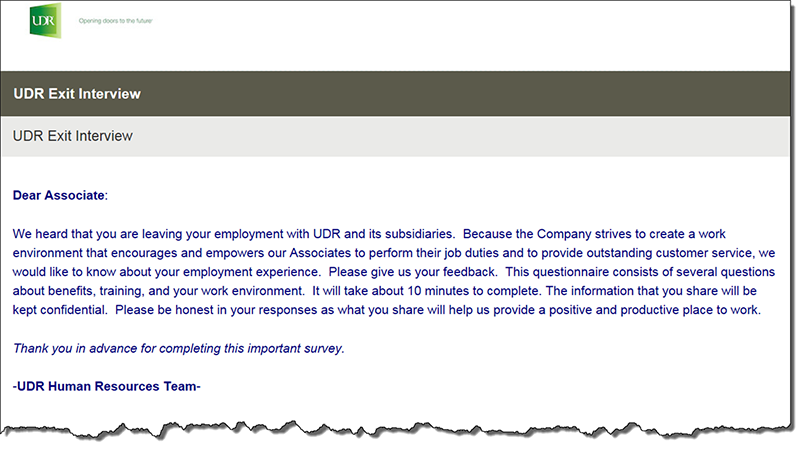 UDR
Opening doors to the future
UDR Exit Interview
UDR Exit Interview
Dear Associate:
We heard that you are leaving your employment with UDR and its subsidiaries.  Because the Company strives to create a work
environment that encourages and empowers our Associates to perform their job duties and to provide outstanding customer service, we
would like to know about your employment experience.  Please give us your feedback.  This questionnaire consists of several questions
about benefits, training, and your work environment.  It will take about 10 minutes to complete. The information that you share will be
kept confidential.  Please be honest in your responses as what you share will help us provide a positive and productive place to work.
Thank you in advance for completing this important survey.
-UDR Human Resources Team-